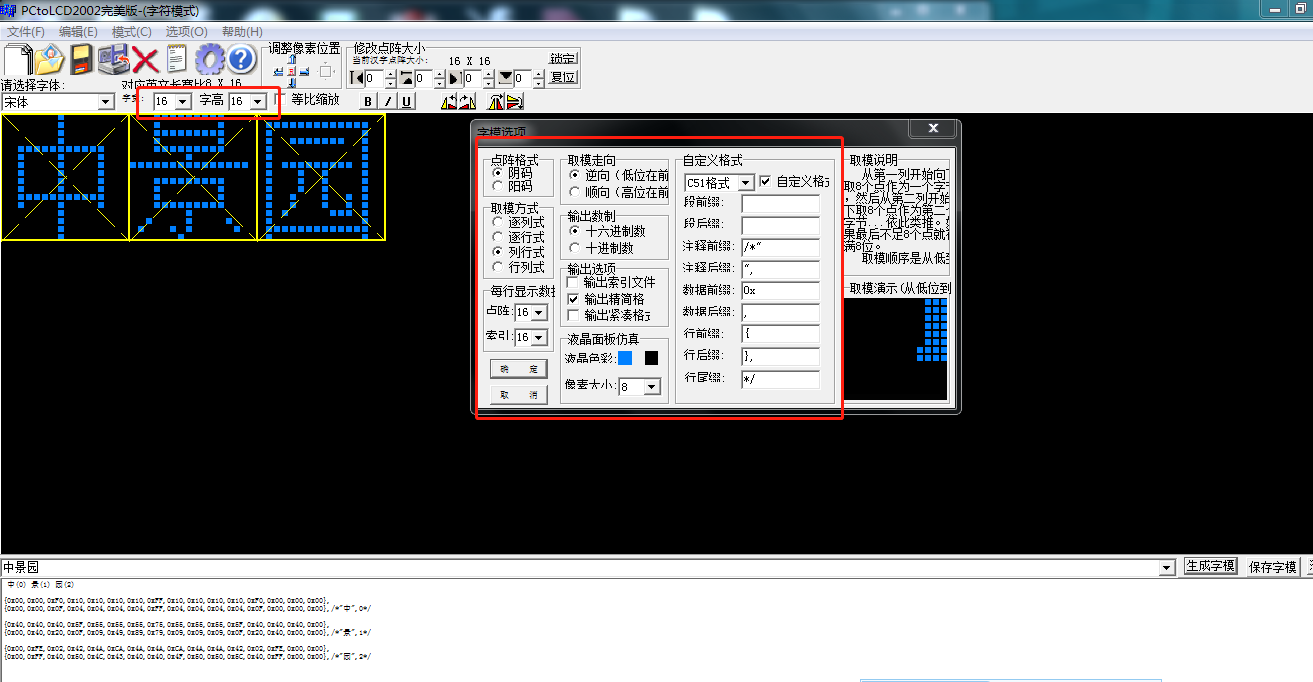 PCtoLCD2002完美版-(字符模式)
文件(F) 编辑(E) 模式(C) 选项(O) 帮助(H)
调整像素位置
修改点阵大小
当前汉字点阵大小: 16 X 16
锁定
0 0 0 0 复位
请选择字体: 对应英文长宽比8 X 16
宋体 字宽: 16 字高 16 等比缩放 B I U
中景园
字模选项
点阵格式
阴码
阳码
取模方式
逐列式
逐行式
列行式
行列式
每行显示数据
点阵: 16
索引: 16
确 定
取 消
取模走向
逆向(低位在前
顺向(高位在前
输出数制
十六进制数
十进制数
输出选项
输出索引文件
输出精简格
输出紧凑格式
液晶面板仿真
液晶色彩:
像素大小: 8
自定义格式
C51格式 自定义格式
段前缀:
段后缀:
注释前缀: /*"
注释后缀: ",
数据前缀: 0x
数据后缀: ,
行前缀: {
行后缀: },
行尾缀: */
取模说明
从第一列开始向下
取8个点作为一个字
,然后从第二列开始
下取8个点作为第二个
字节...依此类推。如
果最后不足8个点就补
满8位。
取模顺序是从低到
取模演示(从低位到
中景园 生成字模 保存字模
中(0) 景(1) 园(2)
{0x00,0x00,0xF0,0x10,0x10,0x10,0x10,0xFF,0x10,0x10,0x10,0x10,0xF0,0x00,0x00,0x00},
{0x00,0x00,0x0F,0x04,0x04,0x04,0x04,0xFF,0x04,0x04,0x04,0x04,0x0F,0x00,0x00,0x00},/*"中",0*/
{0x40,0x40,0x40,0x5F,0x55,0x55,0x55,0x75,0x55,0x55,0x55,0x5F,0x40,0x40,0x40,0x00},
{0x00,0x40,0x20,0x0F,0x09,0x49,0x89,0x79,0x09,0x09,0x09,0x0F,0x20,0x40,0x00,0x00},/*"景",1*/
{0x00,0xFE,0x02,0x42,0x4A,0xCA,0x4A,0x4A,0xCA,0x4A,0x4A,0x42,0x02,0xFE,0x00,0x00},
{0x00,0xFF,0x40,0x50,0x4C,0x43,0x40,0x40,0x4F,0x50,0x50,0x5C,0x40,0xFF,0x00,0x00},/*"园",2*/